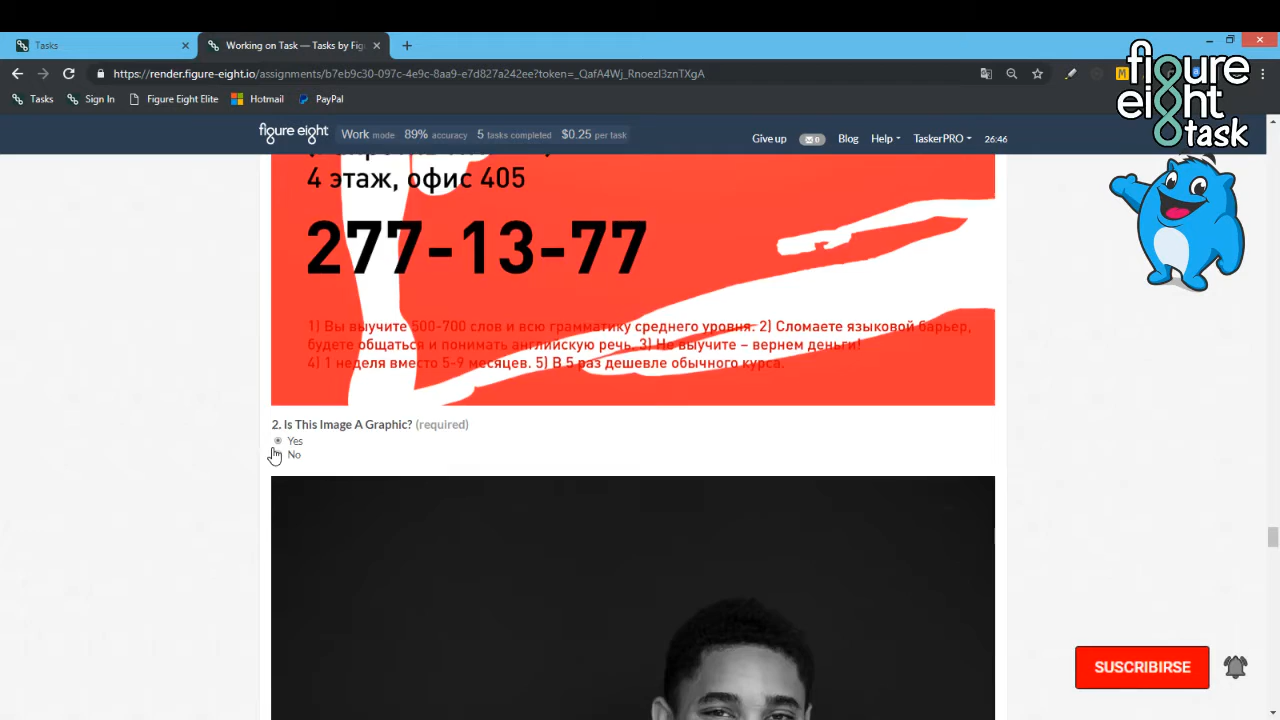 Tasks
Working on Task — Tasks by Fig
https://render.figure-eight.io/assignments/b7eb9c30-097c-4e9c-8aa9-e7d827a242ee?token=_QafA4Wj_RnoezI3znTXgA
Tasks
Sign In
Figure Eight Elite
Hotmail
PayPal
figure
eight
task
figure eight
Work mode
89% accuracy
5 tasks completed
$0.25 per task
Give up
0
Blog
Help
TaskerPRO
26:46
4 этаж, офис 405
277-13-77
1) Вы выучите 500-700 слов и всю грамматику среднего уровня. 2) Сломаете языковой барьер,
будете общаться и понимать английскую речь. 3) Не выучите – вернем деньги!
4) 1 неделя вместо 5-9 месяцев. 5) В 5 раз дешевле обычного курса.
2. Is This Image A Graphic? (required)
Yes
No
SUSCRIBIRSE